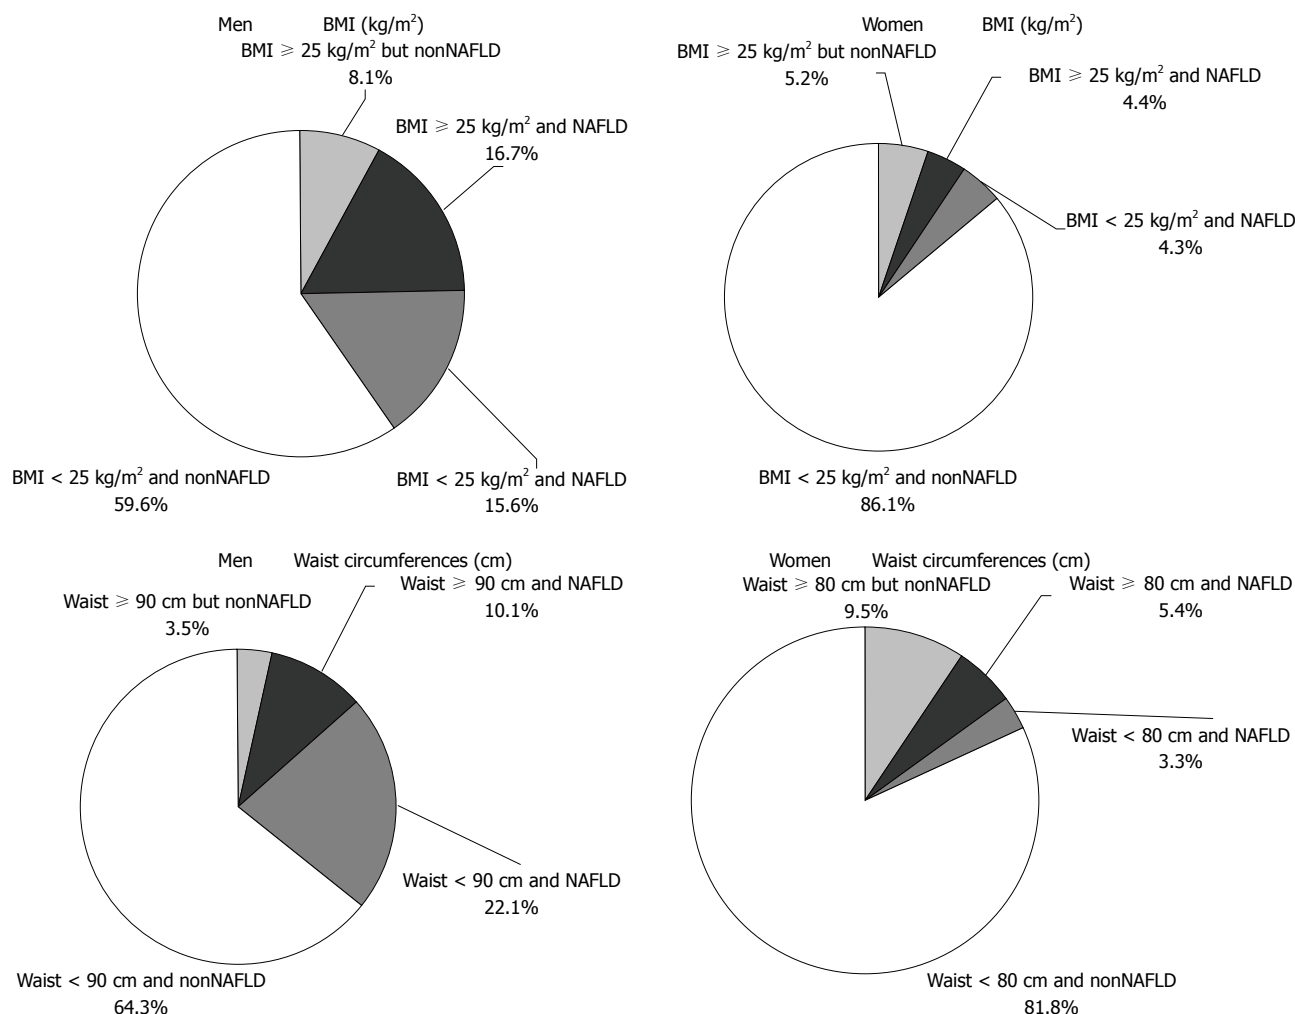 Men BMI (kg/m²)
BMI ⩾ 25 kg/m² but nonNAFLD
8.1%
BMI ⩾ 25 kg/m² and NAFLD
16.7%
BMI < 25 kg/m² and NAFLD
15.6%
BMI < 25 kg/m² and nonNAFLD
59.6%
Women BMI (kg/m²)
BMI ⩾ 25 kg/m² but nonNAFLD
5.2%
BMI ⩾ 25 kg/m² and NAFLD
4.4%
BMI < 25 kg/m² and NAFLD
4.3%
BMI < 25 kg/m² and nonNAFLD
86.1%
Men Waist circumferences (cm)
Waist ⩾ 90 cm but nonNAFLD
3.5%
Waist ⩾ 90 cm and NAFLD
10.1%
Waist < 90 cm and NAFLD
22.1%
Waist < 90 cm and nonNAFLD
64.3%
Women Waist circumferences (cm)
Waist ⩾ 80 cm but nonNAFLD
9.5%
Waist ⩾ 80 cm and NAFLD
5.4%
Waist < 80 cm and NAFLD
3.3%
Waist < 80 cm and nonNAFLD
81.8%